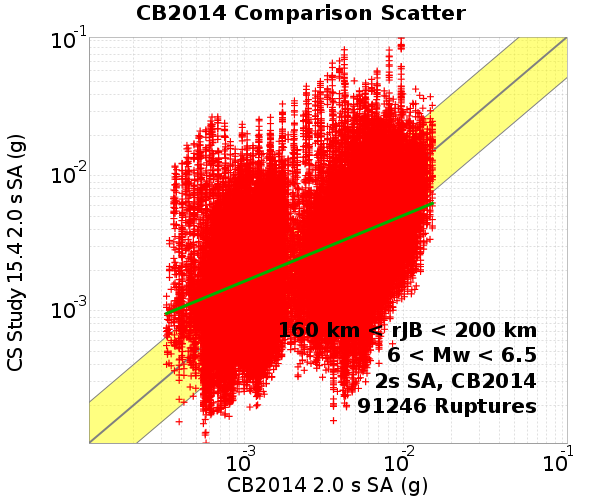 CB2014 Comparison Scatter
10-1
10-2
10-3
CS Study 15.4 2.0 s SA (g)
160 km < rJB < 200 km
6 < Mw < 6.5
2s SA, CB2014
91246 Ruptures
10-3 10-2 10-1
CB2014 2.0 s SA (g)